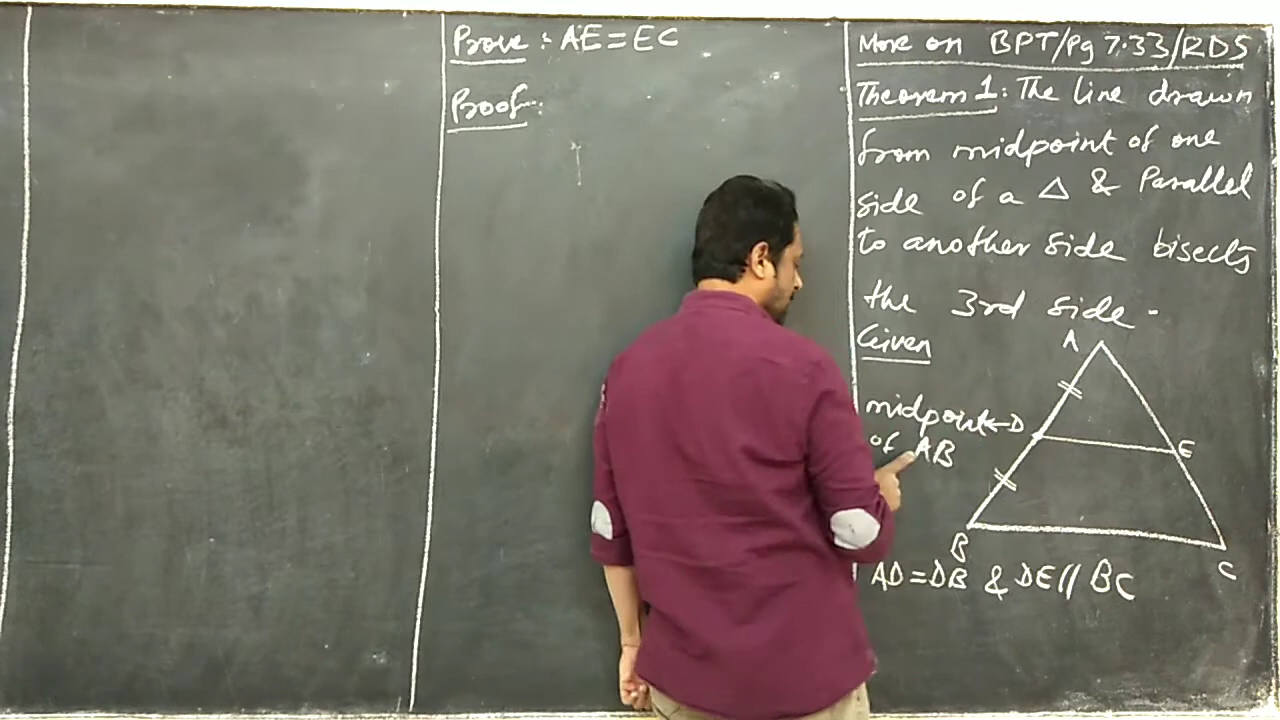 Prove :- AE = EC
Proof:-
More on BPT/Pg 7.33/RDS
Theorem 1: The line drawn
from midpoint of one
side of a △ & Parallel
to another side bisects
the 3rd side.
Given
A
midpoint ← D
of AB
E
B
C
AD = DB & DE // BC